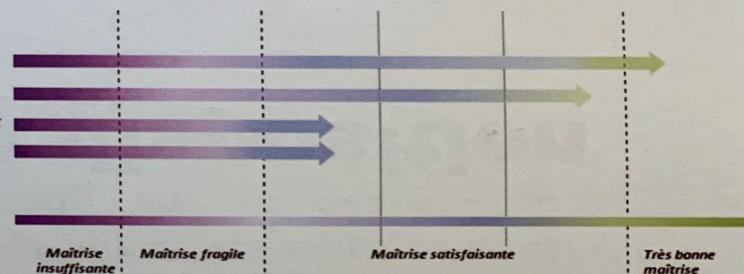 Maîtrise insuffisante
Maîtrise fragile
Maîtrise satisfaisante
Très bonne maîtrise